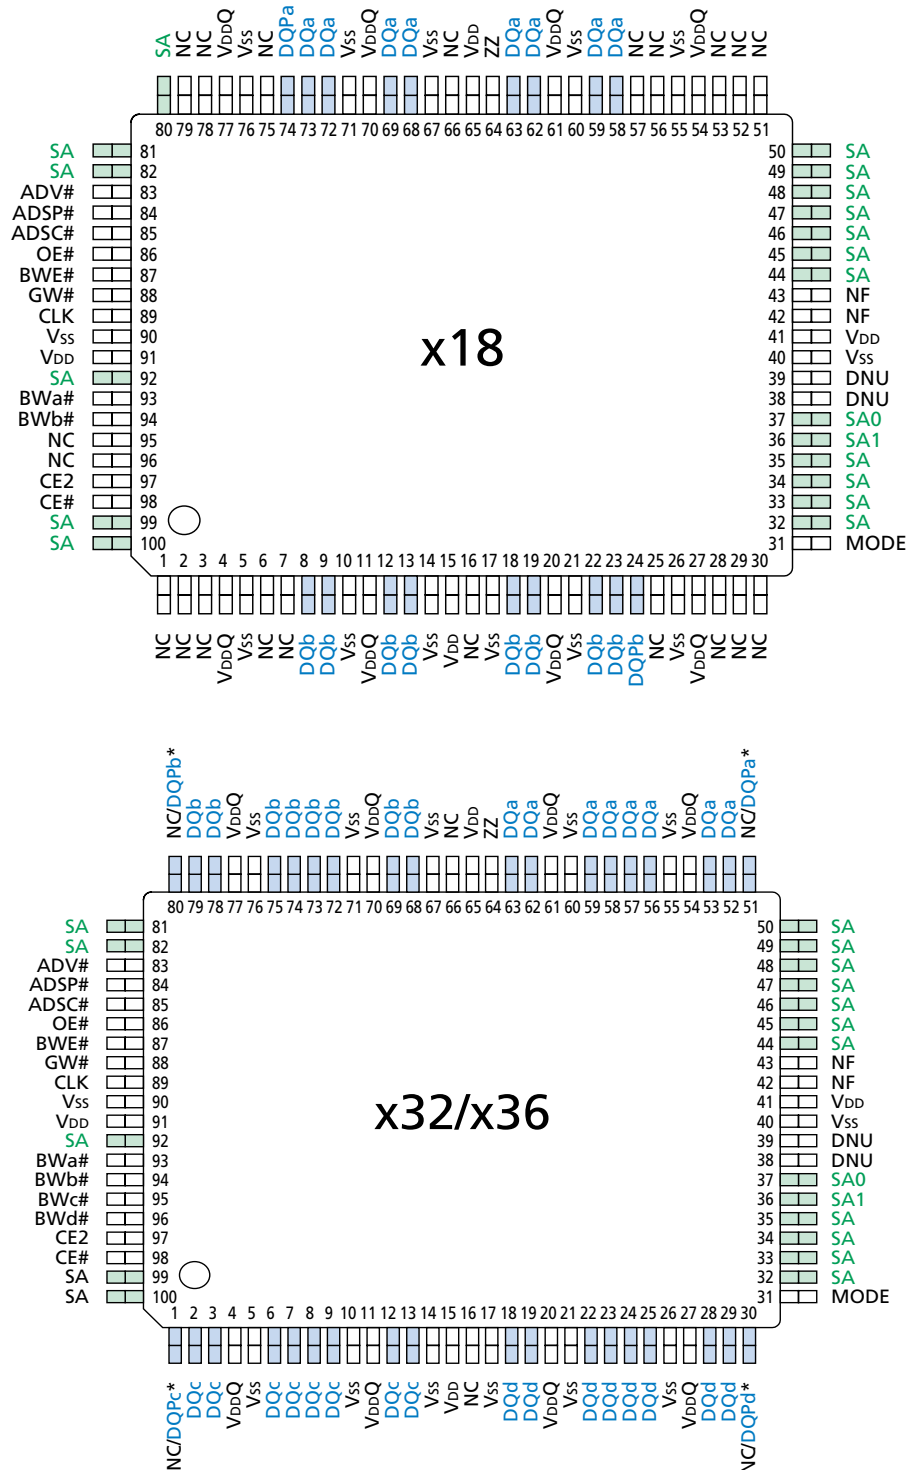 SA NC NC VDDQ VSS NC DQPa DQa DQa VSS VDDQ DQa DQa VSS NC VDD ZZ DQa DQa VDDQ VSS DQa DQa NC NC VSS VDDQ NC NC NC
80 79 78 77 76 75 74 73 72 71 70 69 68 67 66 65 64 63 62 61 60 59 58 57 56 55 54 53 52 51
SA 81 50 SA
SA 82 49 SA
ADV# 83 48 SA
ADSP# 84 47 SA
ADSC# 85 46 SA
OE# 86 45 SA
BWE# 87 44 SA
GW# 88 43 NF
CLK 89 42 NF
VSS 90 41 VDD
x18
VDD 91 40 VSS
SA 92 39 DNU
BWa# 93 38 DNU
BWb# 94 37 SA0
NC 95 36 SA1
NC 96 35 SA
CE2 97 34 SA
CE# 98 33 SA
SA 99 32 SA
SA 100 31 MODE
1 2 3 4 5 6 7 8 9 10 11 12 13 14 15 16 17 18 19 20 21 22 23 24 25 26 27 28 29 30
NC NC NC VDDQ VSS NC NC DQb DQb VSS VDDQ DQb DQb VSS VDD NC VSS DQb DQb VDDQ VSS DQb DQb DQPb NC VSS VDDQ NC NC NC
NC/DQPb* DQb DQb VDDQ VSS DQb DQb DQb DQb VSS VDDQ DQb DQb VSS NC VDD ZZ DQa DQa VDDQ VSS DQa DQa DQa DQa VSS VDDQ DQa DQa NC/DQPa*
80 79 78 77 76 75 74 73 72 71 70 69 68 67 66 65 64 63 62 61 60 59 58 57 56 55 54 53 52 51
SA 81 50 SA
SA 82 49 SA
ADV# 83 48 SA
ADSP# 84 47 SA
ADSC# 85 46 SA
OE# 86 45 SA
BWE# 87 44 SA
GW# 88 43 NF
CLK 89 42 NF
VSS 90 41 VDD
x32/x36
VDD 91 40 VSS
SA 92 39 DNU
BWa# 93 38 DNU
BWb# 94 37 SA0
BWc# 95 36 SA1
BWd# 96 35 SA
CE2 97 34 SA
CE# 98 33 SA
SA 99 32 SA
SA 100 31 MODE
1 2 3 4 5 6 7 8 9 10 11 12 13 14 15 16 17 18 19 20 21 22 23 24 25 26 27 28 29 30
NC/DQPc* DQc DQc VDDQ VSS DQc DQc DQc DQc VSS VDDQ DQc DQc VSS VDD NC VSS DQd DQd VDDQ VSS DQd DQd DQd DQd VSS VDDQ DQd DQd NC/DQPd*